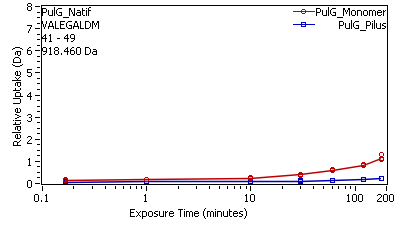 PulG_Natif
VALEGALDM
41 - 49
918.460 Da
PulG_Monomer
PulG_Pilus
Relative Uptake (Da)
8
7
6
5
4
3
2
1
0
0.1 1 10 100 200
Exposure Time (minutes)